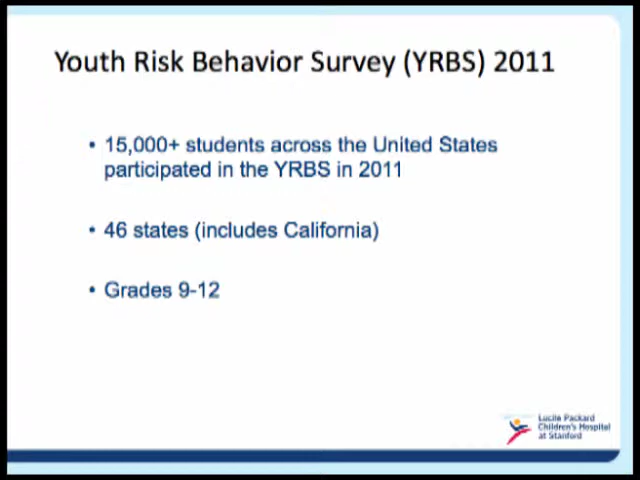 Youth Risk Behavior Survey (YRBS) 2011
• 15,000+ students across the United States
participated in the YRBS in 2011
• 46 states (includes California)
• Grades 9-12
Lucile Packard
Children's Hospital
at Stanford